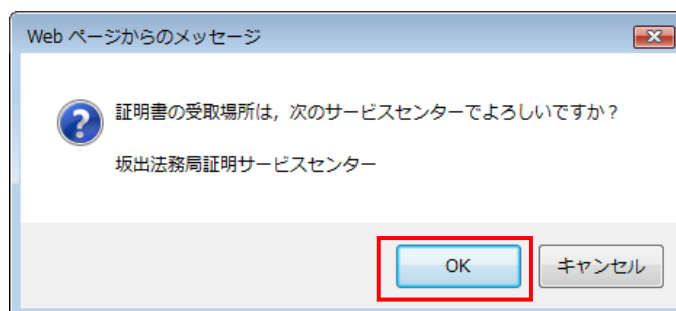 Web ページからのメッセージ
証明書の受取場所は，次のサービスセンターでよろしいですか？
坂出法務局証明サービスセンター
OK
キャンセル